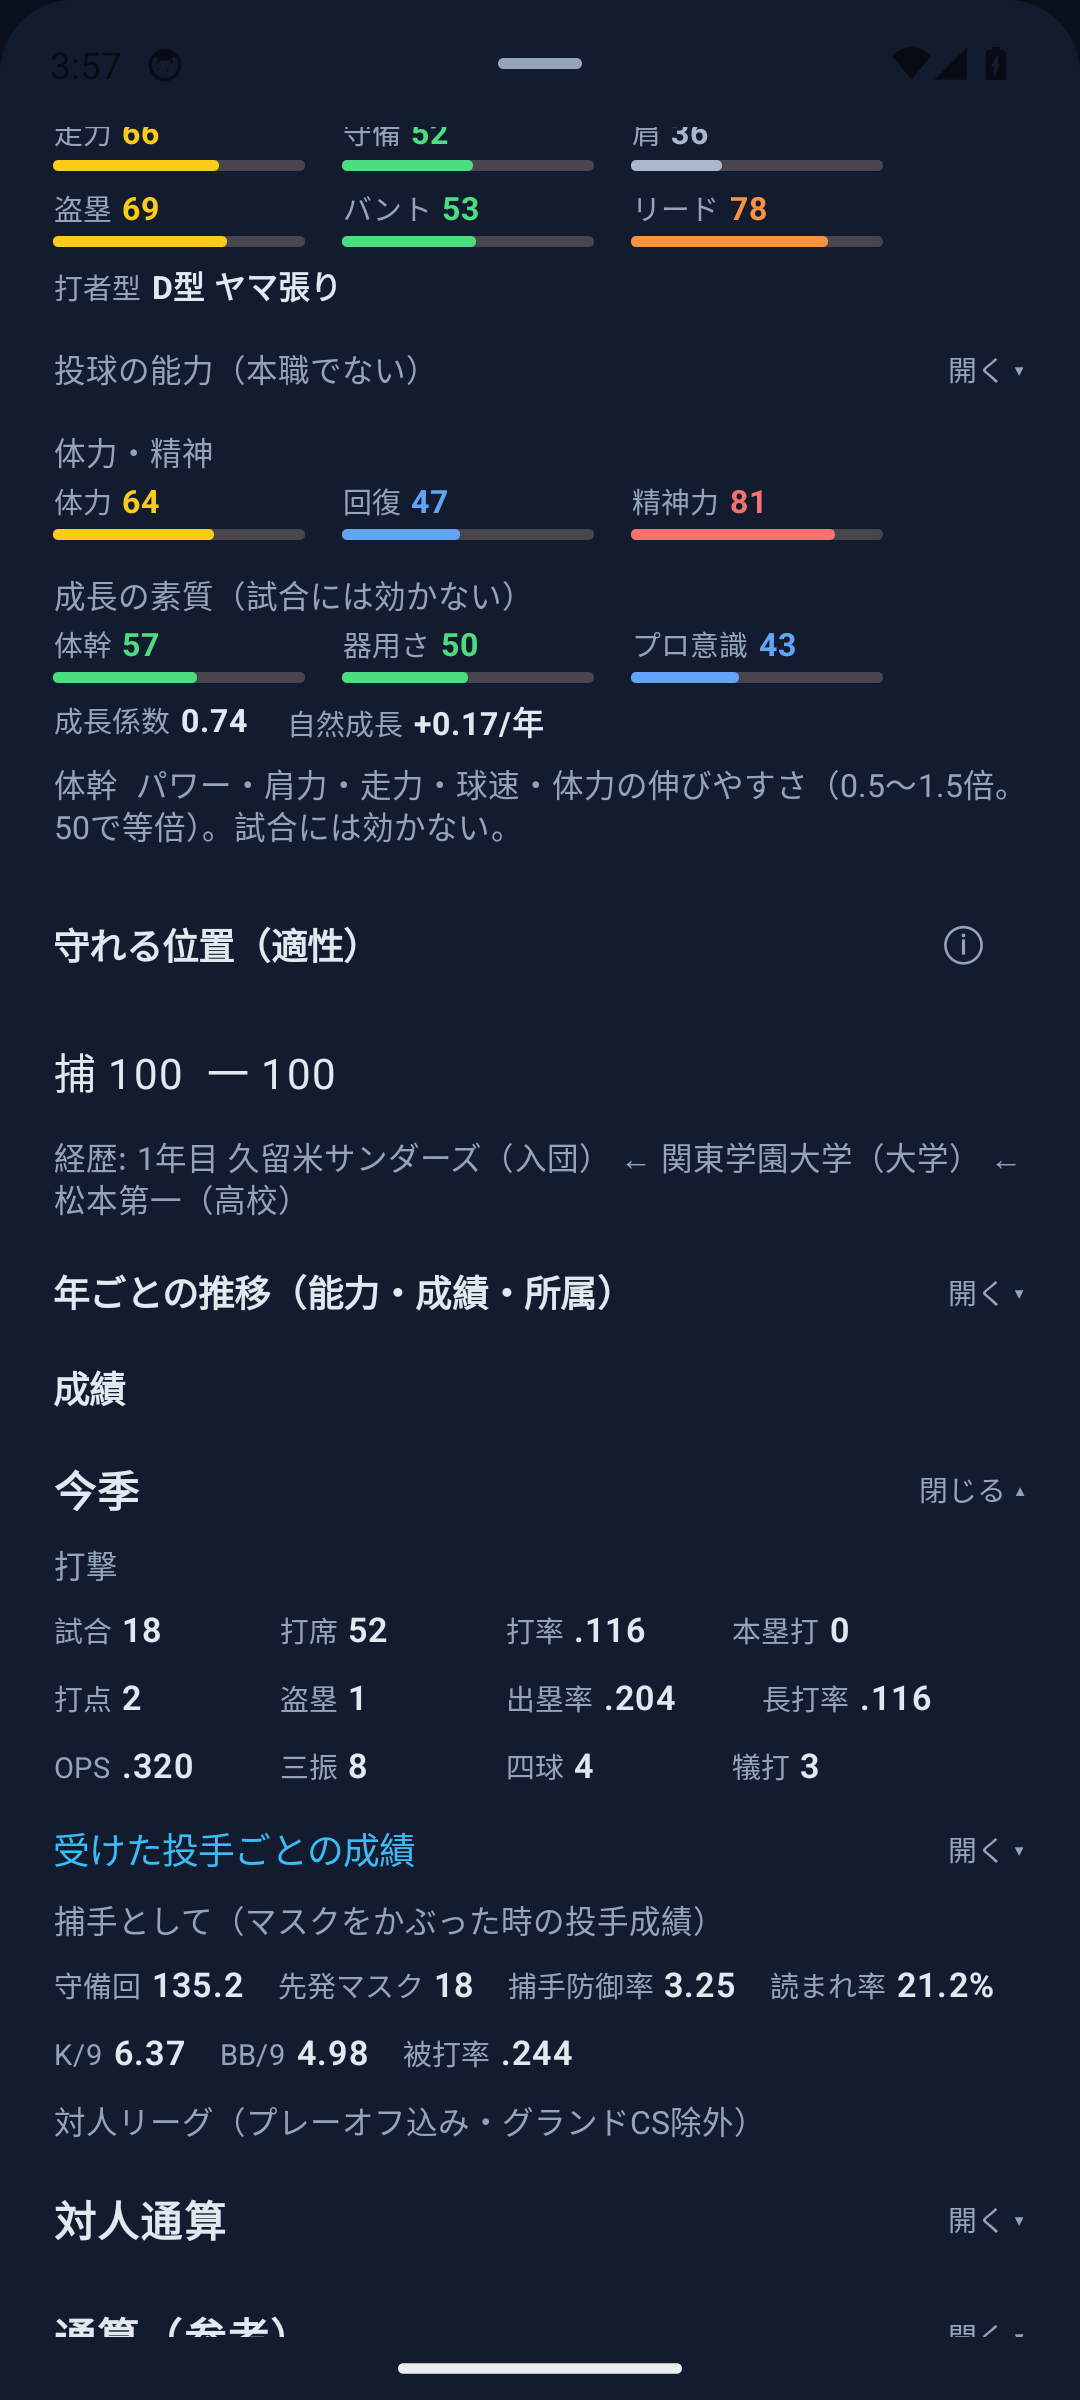 3:57
走力 66 守備 52 肩 36
盗塁 69 バント 53 リード 78
打者型 D型 ヤマ張り
投球の能力（本職でない） 開く ▼
体力・精神
体力 64 回復 47 精神力 81
成長の素質（試合には効かない）
体幹 57 器用さ 50 プロ意識 43
成長係数 0.74 自然成長 +0.17/年
体幹 パワー・肩力・走力・球速・体力の伸びやすさ（0.5〜1.5倍。
50で等倍）。試合には効かない。
守れる位置（適性）
捕 100 一 100
経歴: 1年目 久留米サンダーズ（入団） ← 関東学園大学（大学） ←
松本第一（高校）
年ごとの推移（能力・成績・所属） 開く ▼
成績
今季 閉じる ▲
打撃
試合 18 打席 52 打率 .116 本塁打 0
打点 2 盗塁 1 出塁率 .204 長打率 .116
OPS .320 三振 8 四球 4 犠打 3
受けた投手ごとの成績 開く ▼
捕手として（マスクをかぶった時の投手成績）
守備回 135.2 先発マスク 18 捕手防御率 3.25 読まれ率 21.2%
K/9 6.37 BB/9 4.98 被打率 .244
対人リーグ（プレーオフ込み・グランドCS除外）
対人通算 開く ▼
通算（参考） 開く ▼